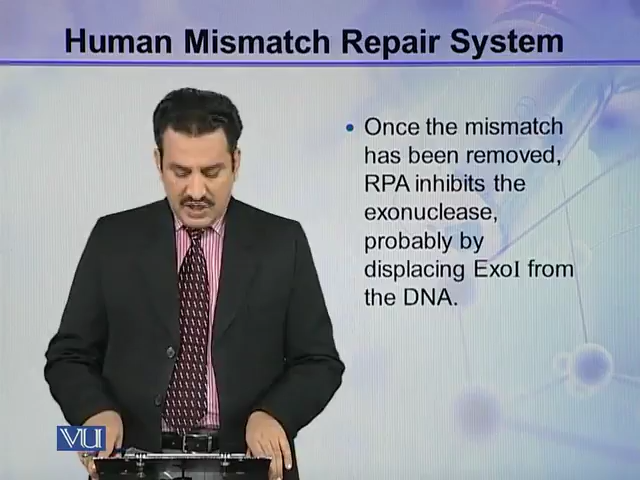 Human Mismatch Repair System
• Once the mismatch
has been removed,
RPA inhibits the
exonuclease,
probably by
displacing ExoI from
the DNA.
VU